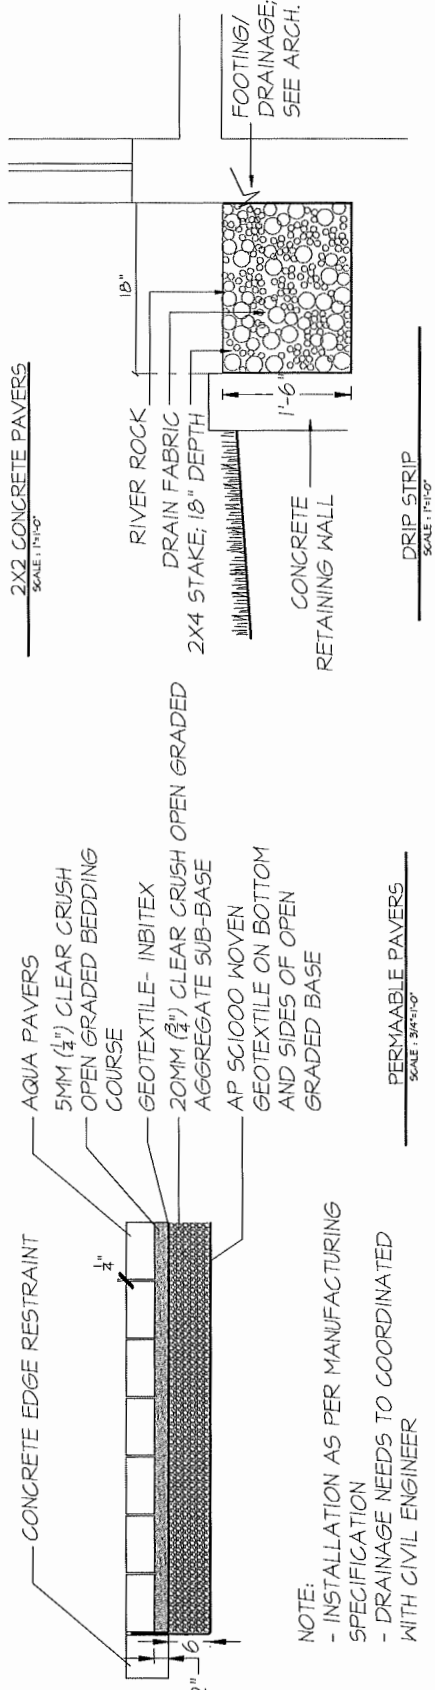 CONCRETE EDGE RESTRAINT
AQUA PAVERS
5MM (1/4") CLEAR CRUSH
OPEN GRADED BEDDING
COURSE
GEOTEXTILE- INBITEX
20MM (3/4") CLEAR CRUSH OPEN GRADED
AGGREGATE SUB-BASE
AP SC1000 WOVEN
GEOTEXTILE ON BOTTOM
AND SIDES OF OPEN
GRADED BASE
1/4"
6"
NOTE:
- INSTALLATION AS PER MANUFACTURING
SPECIFICATION
- DRAINAGE NEEDS TO COORDINATED
WITH CIVIL ENGINEER
PERMAABLE PAVERS
SCALE : 3/4"=1'-0"
2X2 CONCRETE PAVERS
SCALE : 1"=1'-0"
18"
RIVER ROCK
DRAIN FABRIC
2X4 STAKE; 18" DEPTH
1'-6"
CONCRETE
RETAINING WALL
FOOTING/
DRAINAGE;
SEE ARCH.
DRIP STRIP
SCALE : 1"=1'-0"